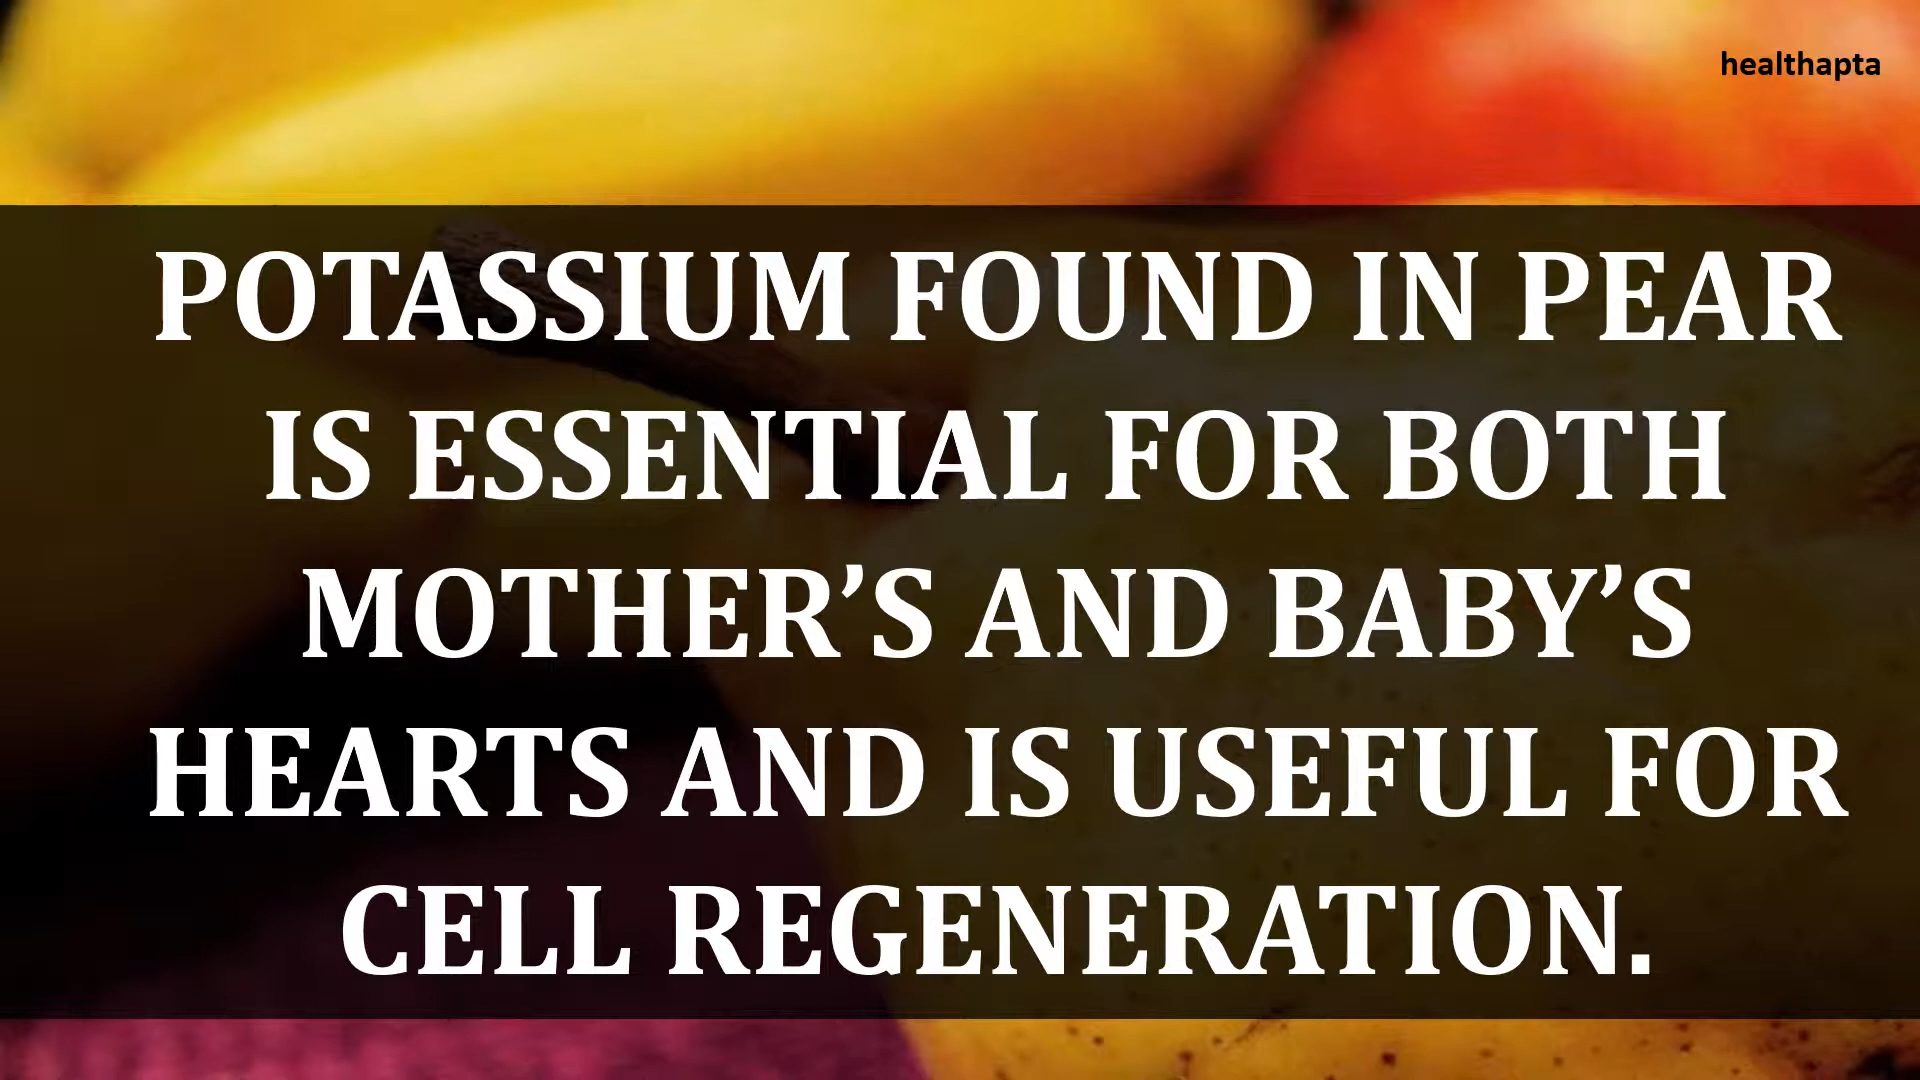 healthapta
POTASSIUM FOUND IN PEAR
IS ESSENTIAL FOR BOTH
MOTHER’S AND BABY’S
HEARTS AND IS USEFUL FOR
CELL REGENERATION.